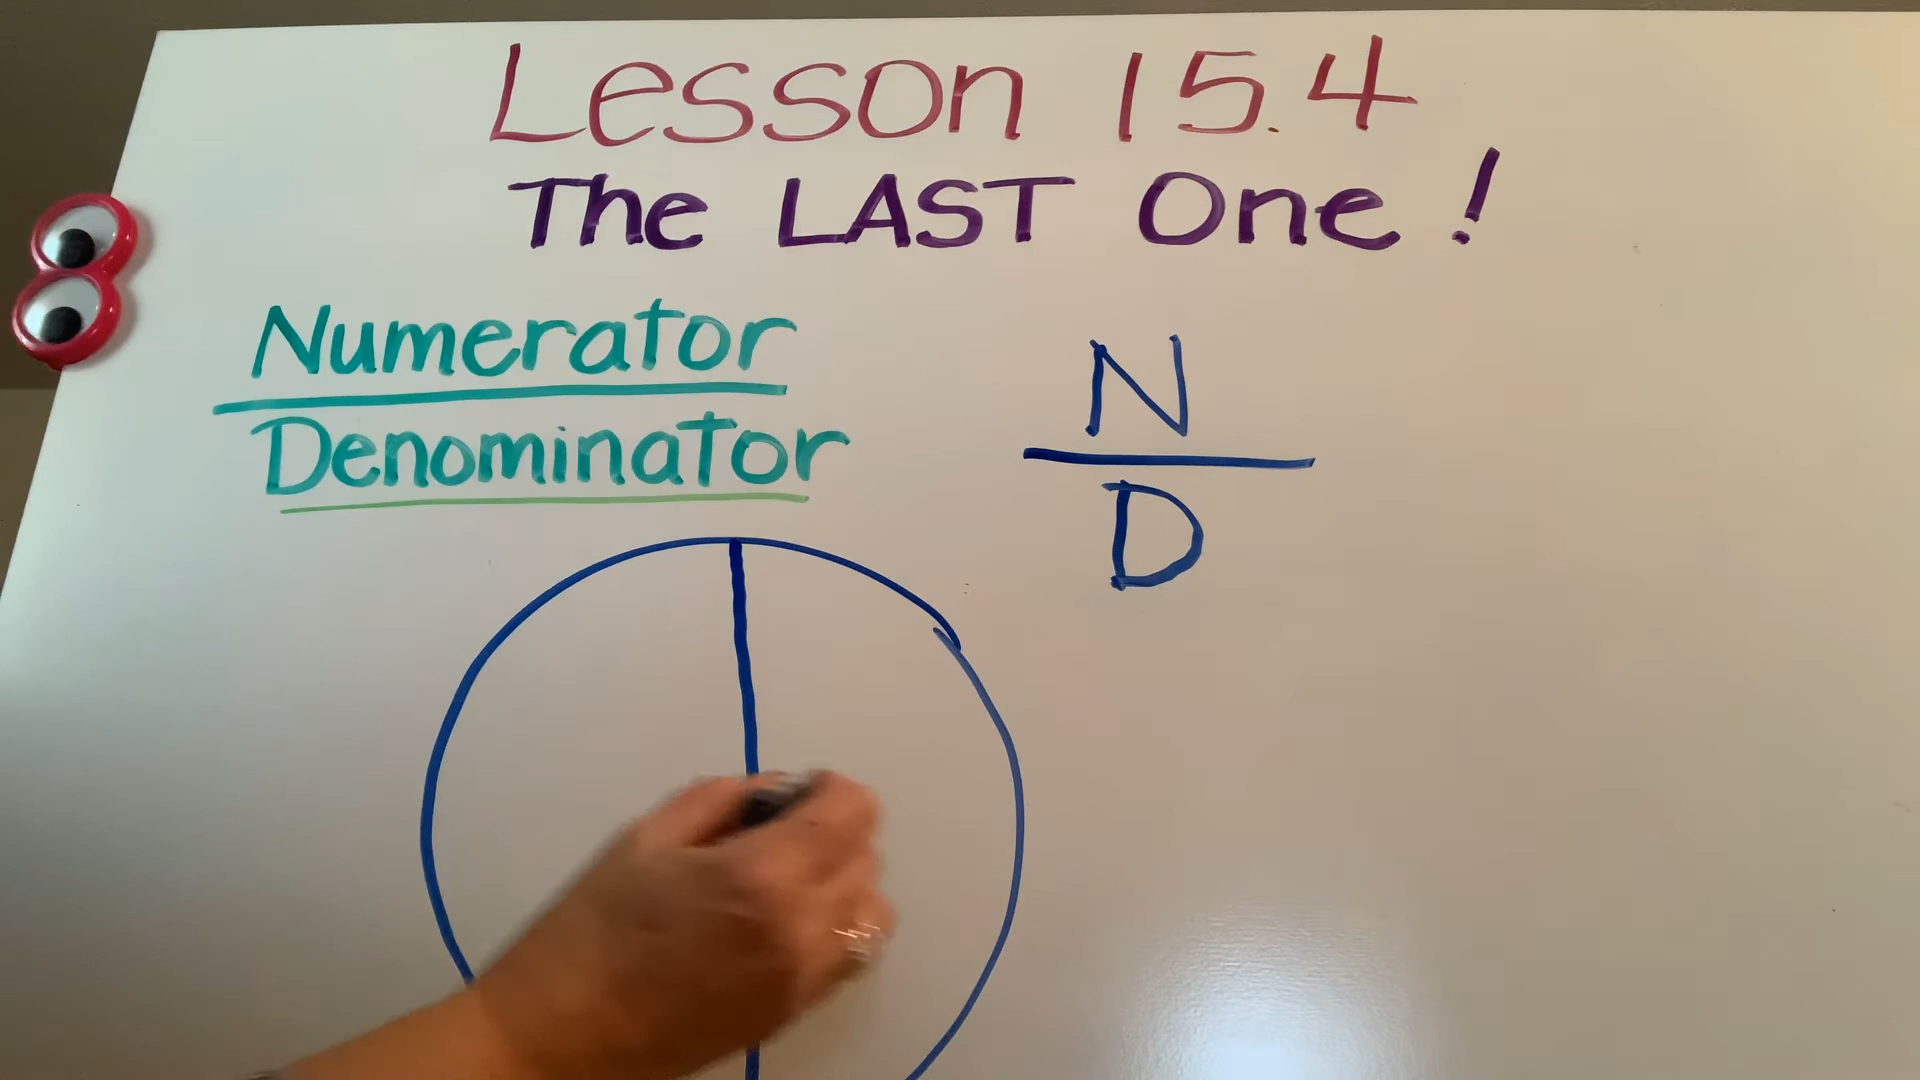 Lesson 15.4
The LAST One!
Numerator
Denominator
N
D